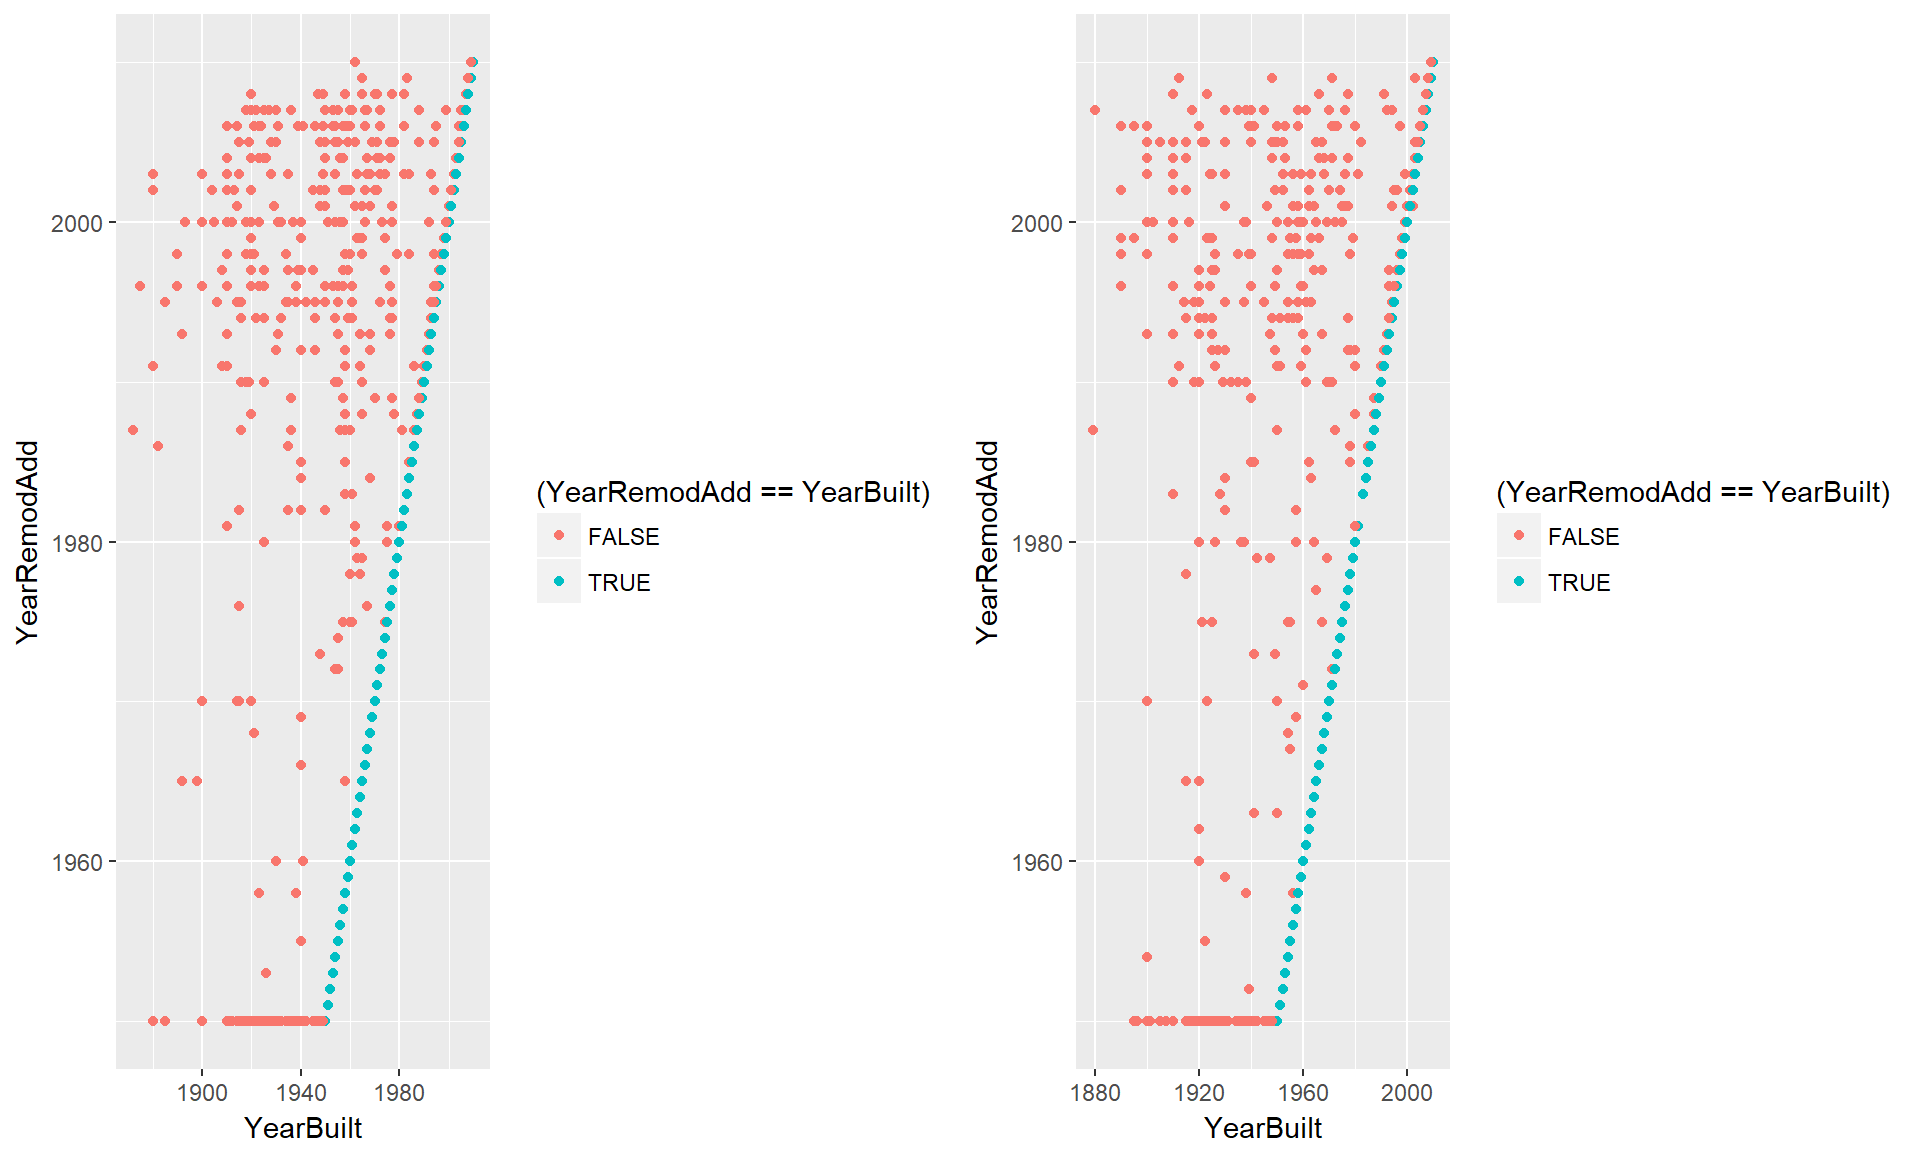 YearRemodAdd
2000
1980
1960
1900 1940 1980
YearBuilt
(YearRemodAdd == YearBuilt)
FALSE
TRUE
YearRemodAdd
2000
1980
1960
1880 1920 1960 2000
YearBuilt
(YearRemodAdd == YearBuilt)
FALSE
TRUE